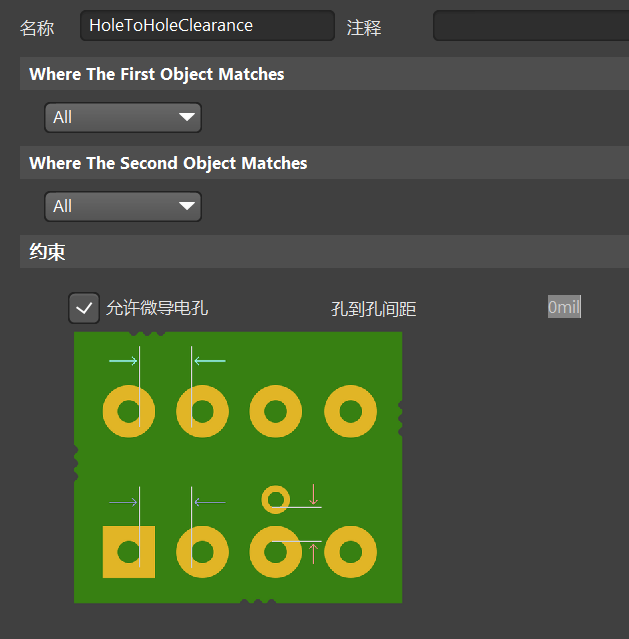 名称 HoleToHoleClearance 注释
Where The First Object Matches
All
Where The Second Object Matches
All
约束
允许微导电孔 孔到孔间距 0mil